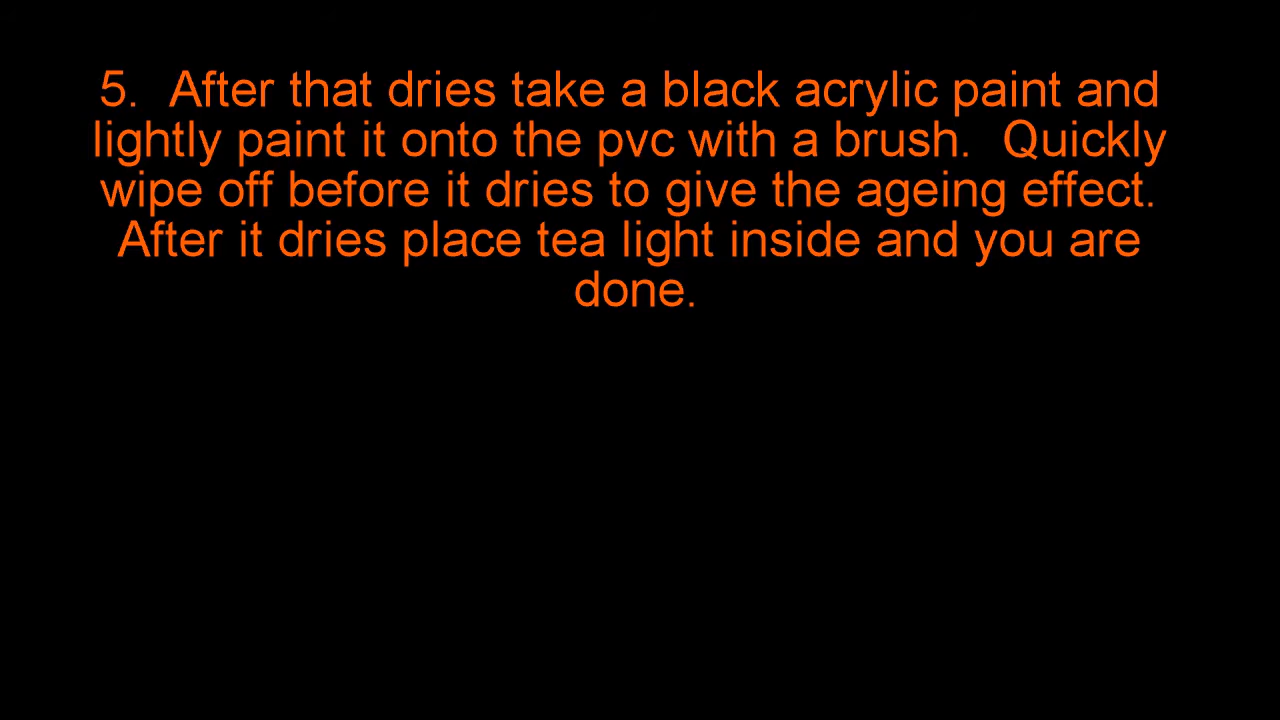 5.  After that dries take a black acrylic paint and
lightly paint it onto the pvc with a brush.  Quickly
wipe off before it dries to give the ageing effect.
After it dries place tea light inside and you are
done.